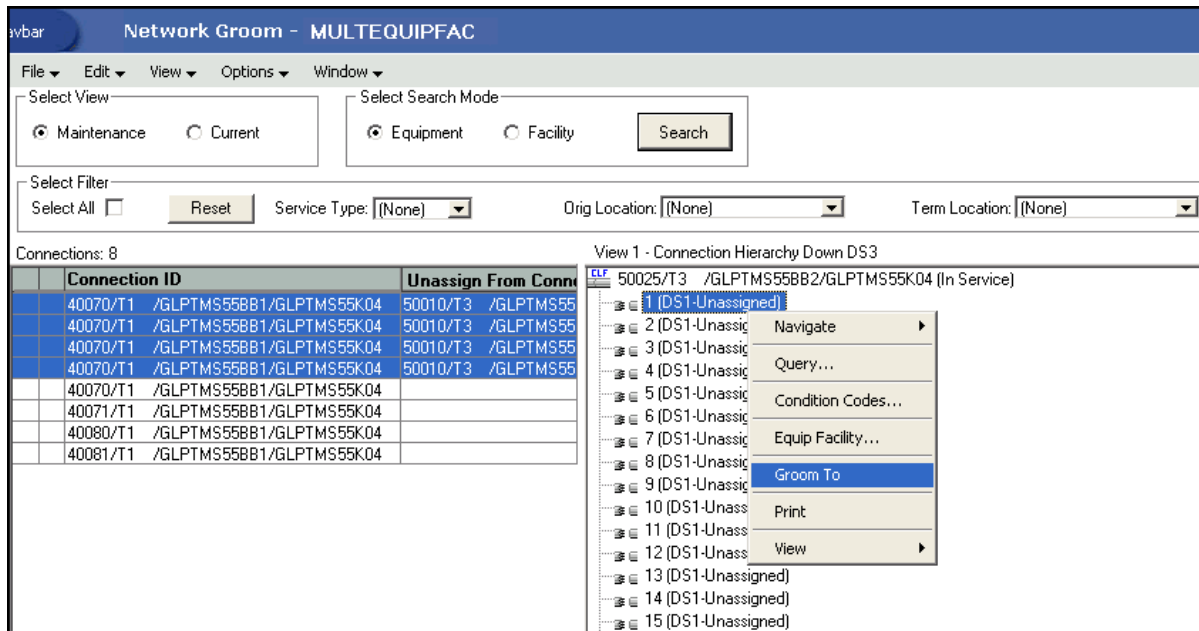 avbar Network Groom - MULTEQUIPFAC
File Edit View Options Window
Select View Select Search Mode
Maintenance Current Equipment Facility Search
Select Filter
Select All Reset Service Type: (None) Orig Location: (None) Term Location: (None)
Connections: 8
Connection ID Unassign From Conne
40070/T1 /GLPTMS55BB1/GLPTMS55K04 50010/T3 /GLPTMS55
40070/T1 /GLPTMS55BB1/GLPTMS55K04 50010/T3 /GLPTMS55
40070/T1 /GLPTMS55BB1/GLPTMS55K04 50010/T3 /GLPTMS55
40070/T1 /GLPTMS55BB1/GLPTMS55K04 50010/T3 /GLPTMS55
40070/T1 /GLPTMS55BB1/GLPTMS55K04
40071/T1 /GLPTMS55BB1/GLPTMS55K04
40080/T1 /GLPTMS55BB1/GLPTMS55K04
40081/T1 /GLPTMS55BB1/GLPTMS55K04
View 1 - Connection Hierarchy Down DS3
CLF 50025/T3 /GLPTMS55BB2/GLPTMS55K04 (In Service)
1 (DS1-Unassigned)
2 (DS1-Unassig
3 (DS1-Unassig
4 (DS1-Unassig
5 (DS1-Unassig
6 (DS1-Unassig
7 (DS1-Unassig
8 (DS1-Unassig
9 (DS1-Unassig
10 (DS1-Unass
11 (DS1-Unass
12 (DS1-Unass
13 (DS1-Unassigned)
14 (DS1-Unassigned)
15 (DS1-Unassigned)
Navigate
Query...
Condition Codes...
Equip Facility...
Groom To
Print
View